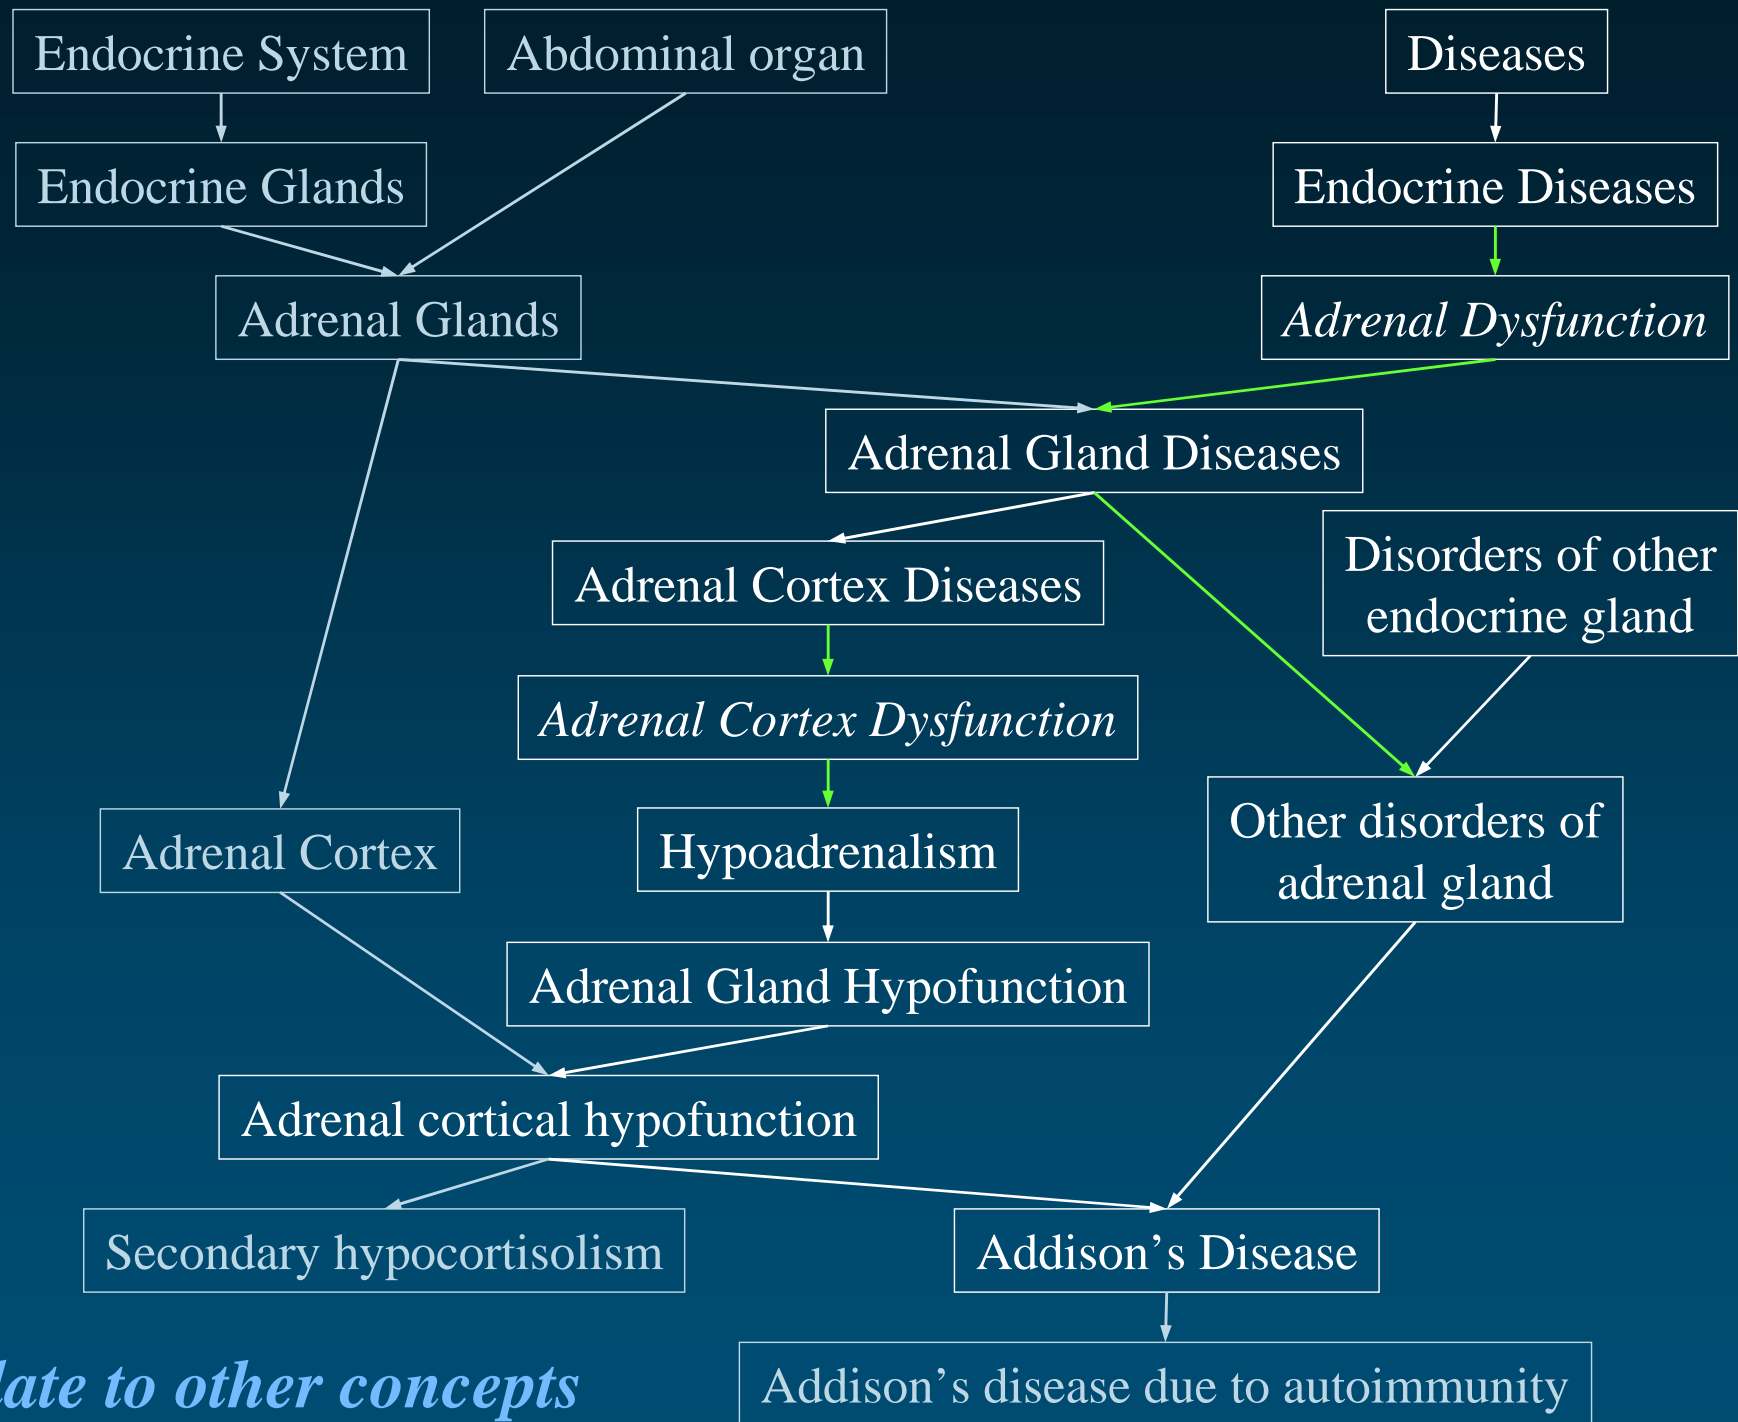 Endocrine System
Abdominal organ
Diseases
Endocrine Glands
Endocrine Diseases
Adrenal Glands
Adrenal Dysfunction
Adrenal Gland Diseases
Adrenal Cortex Diseases
Disorders of other
endocrine gland
Adrenal Cortex Dysfunction
Adrenal Cortex
Hypoadrenalism
Other disorders of
adrenal gland
Adrenal Gland Hypofunction
Adrenal cortical hypofunction
Secondary hypocortisolism
Addison’s Disease
to other concepts
Addison’s disease due to autoimmunity